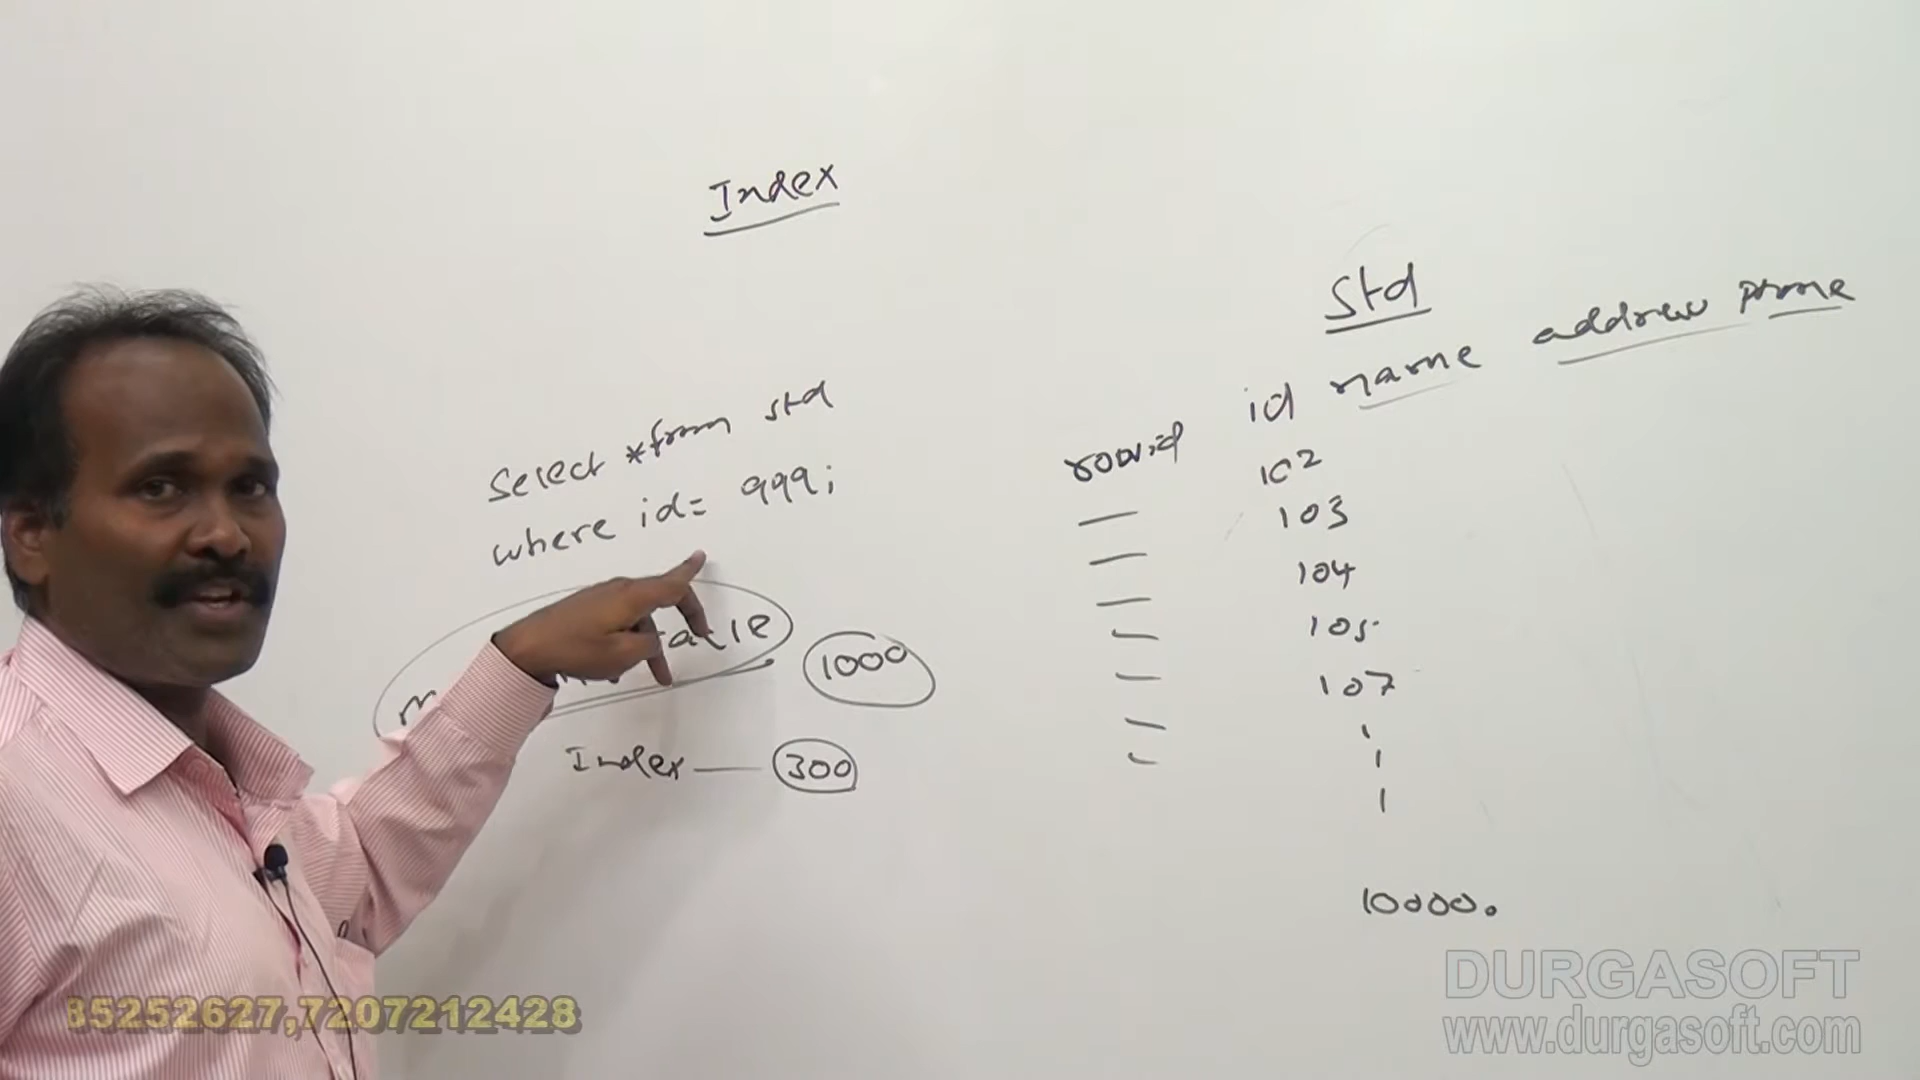 Index
Select * from std
where id= 999;
1000
Index — 300
Std
id name address phone
rowid
102
103
104
105
107
10000.
85252627,7207212428
DURGASOFT
www.durgasoft.com